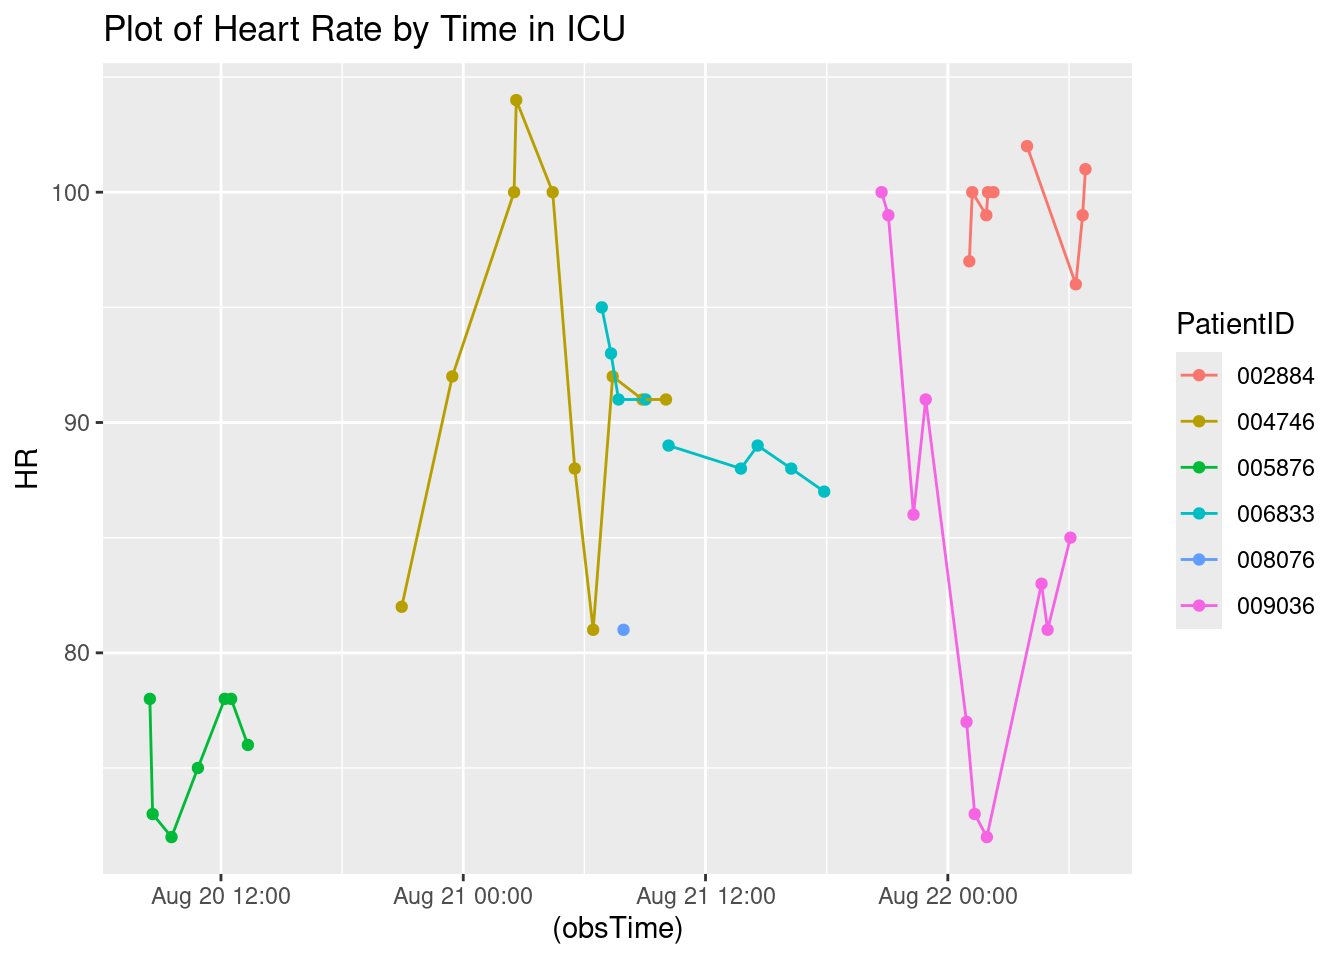 Plot of Heart Rate by Time in ICU
100
90
80
HR
Aug 20 12:00
Aug 21 00:00
Aug 21 12:00
Aug 22 00:00
(obsTime)
PatientID
002884
004746
005876
006833
008076
009036